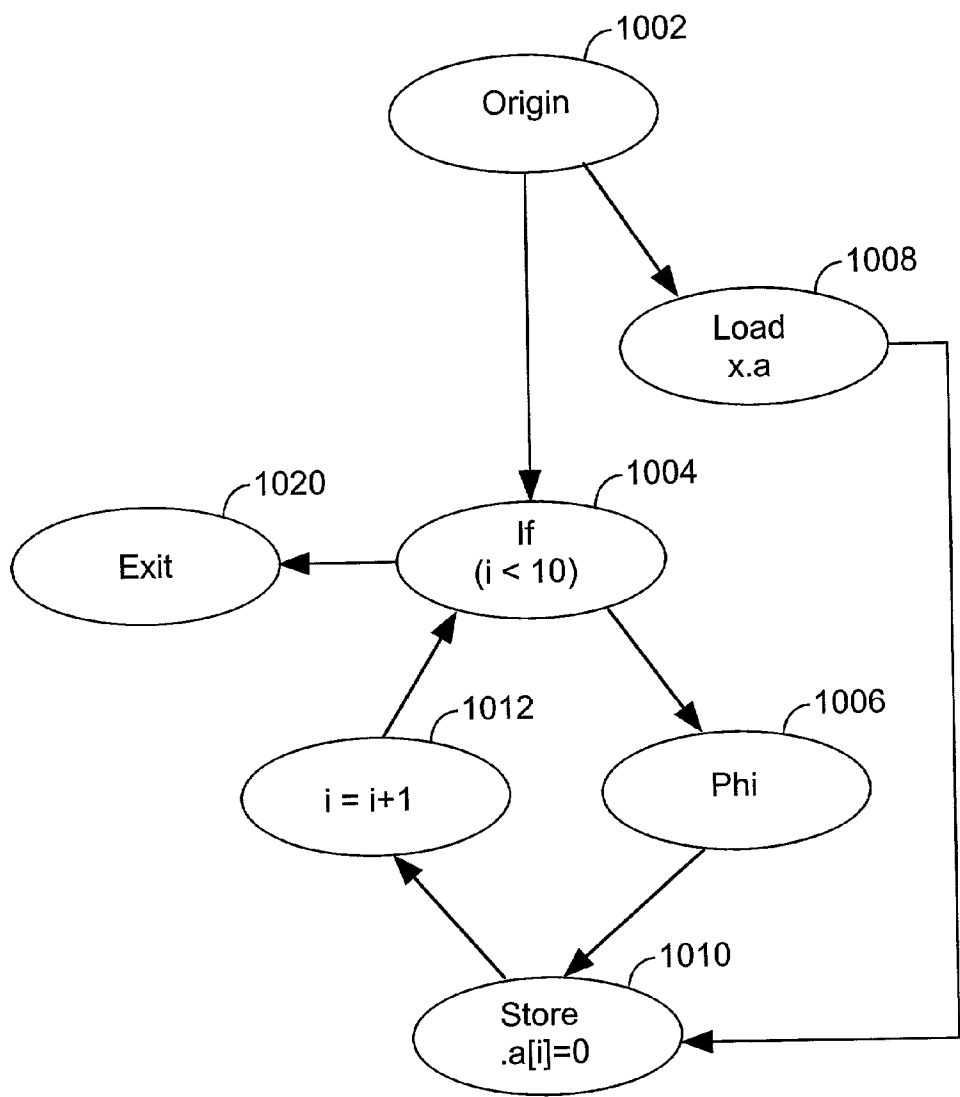 1002
Origin
1008
Load
x.a
1004
If
(i < 10)
1020
Exit
1012
i = i+1
1006
Phi
1010
Store
.a[i]=0